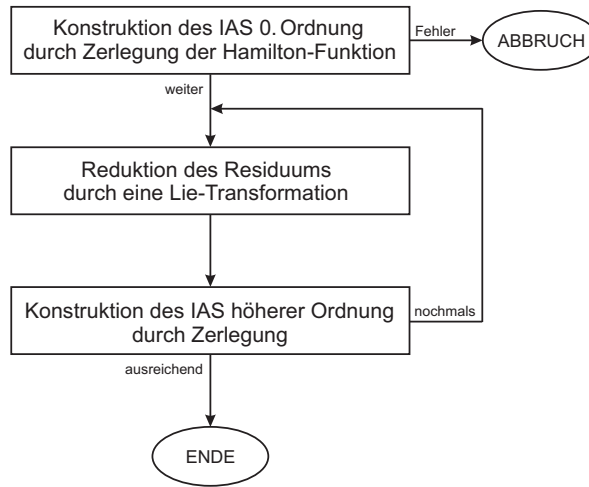 Konstruktion des IAS 0. Ordnung
durch Zerlegung der Hamilton-Funktion
Fehler
ABBRUCH
weiter
Reduktion des Residuums
durch eine Lie-Transformation
Konstruktion des IAS höherer Ordnung
durch Zerlegung
nochmals
ausreichend
ENDE